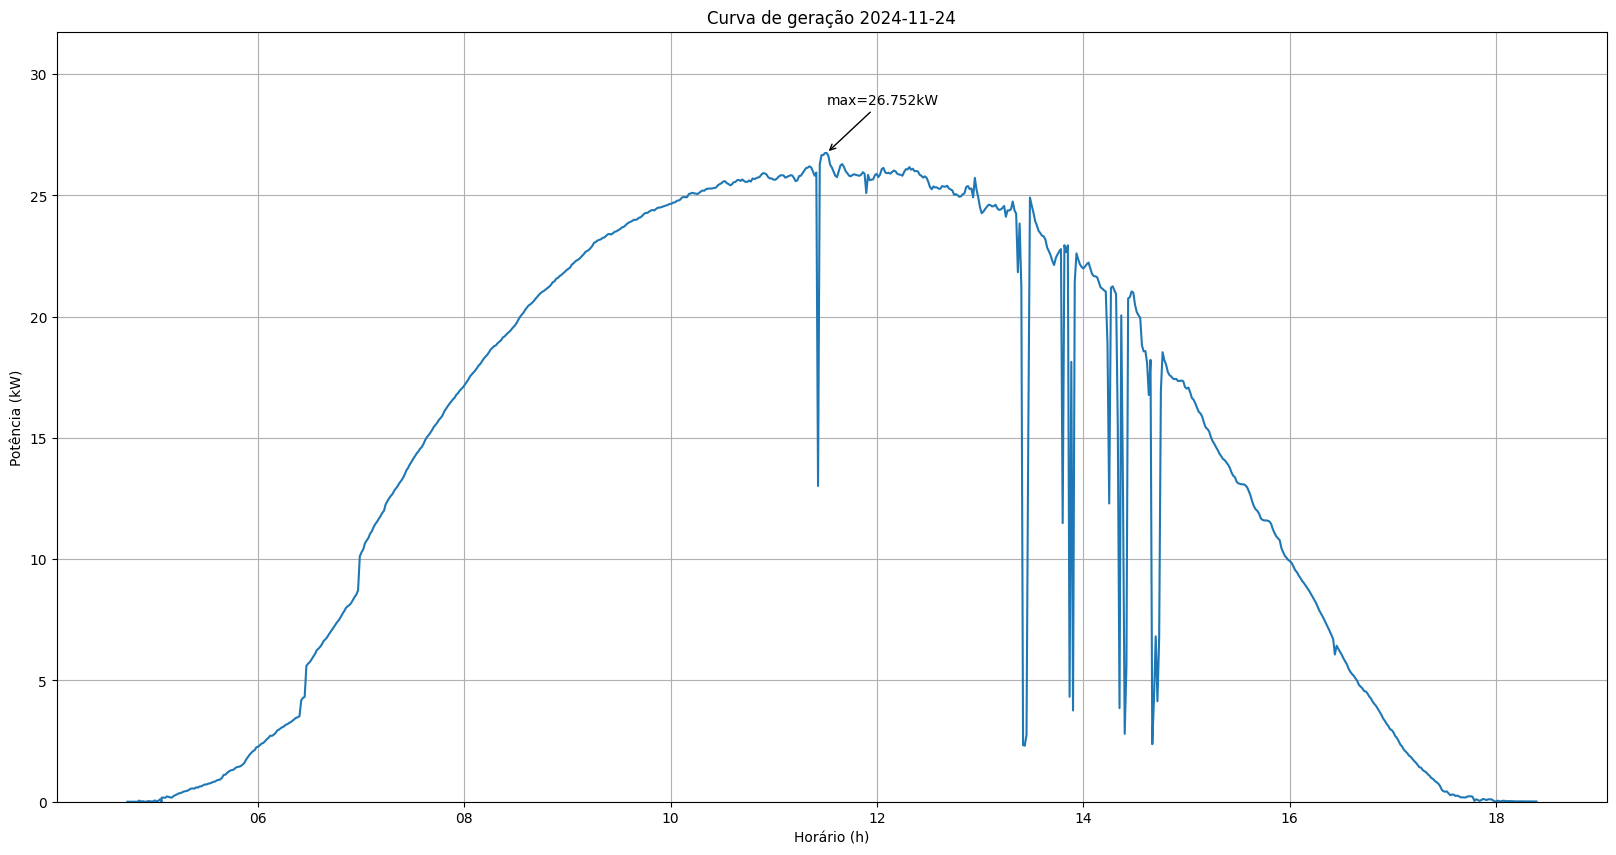 Curva de geração 2024-11-24
30
max=26.752kW
25
20
15
Potência (kW)
10
5
0
06 08 10 12 14 16 18
Horário (h)